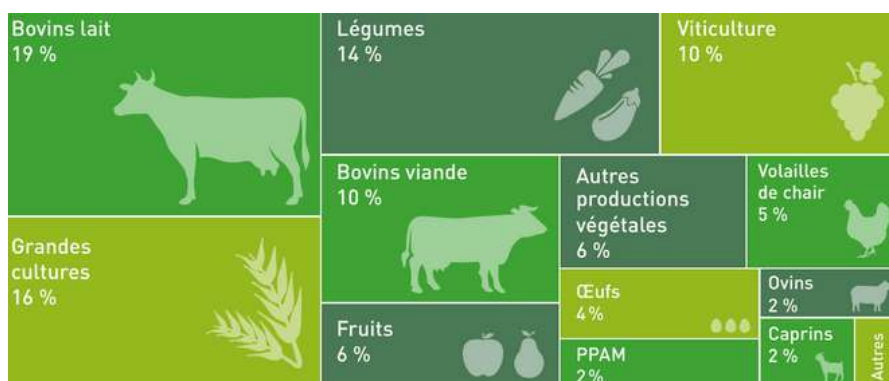 Bovins lait
19 %
Légumes
14 %
Viticulture
10 %
Grandes
cultures
16 %
Bovins viande
10 %
Autres
productions
végétales
6 %
Volailles
de chair
5 %
Fruits
6 %
Œufs
4 %
Ovins
2 %
PPAM
2 %
Caprins
2 %
Autres